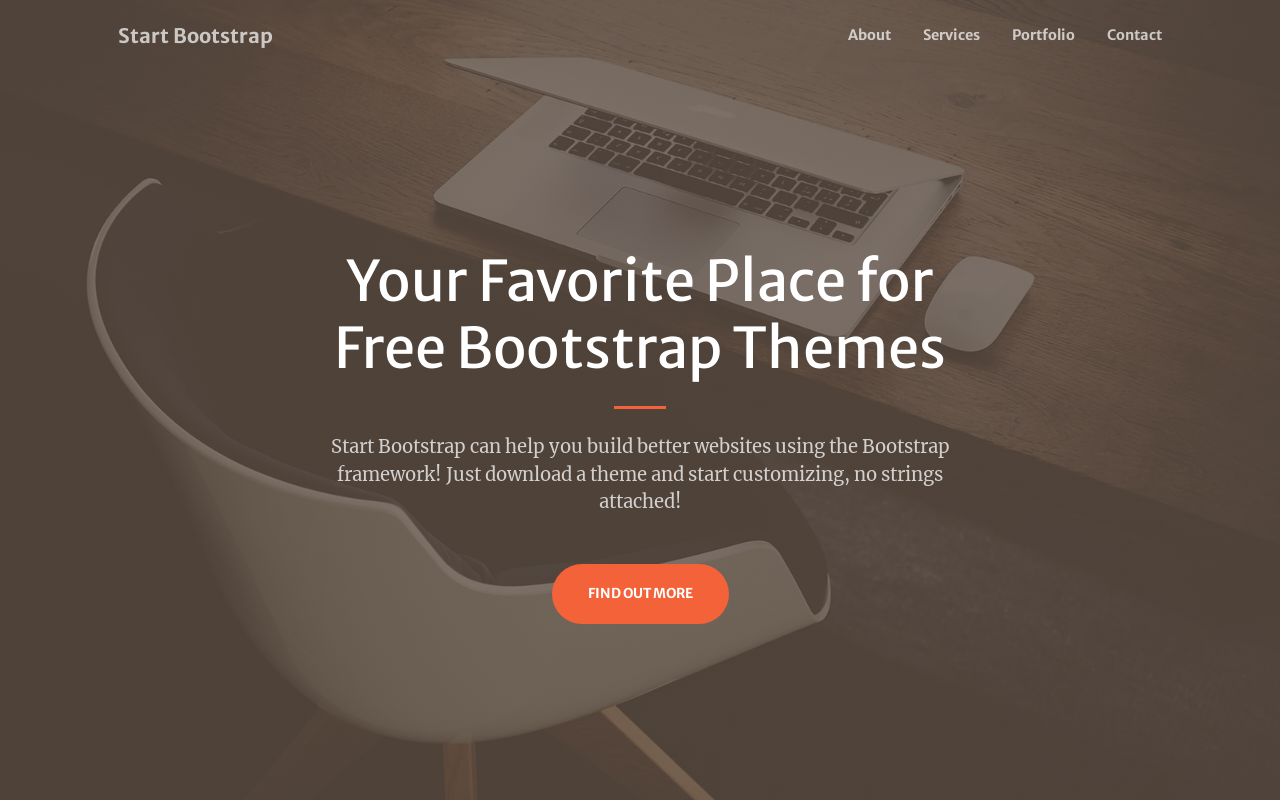 Start Bootstrap
About
Services
Portfolio
Contact
Your Favorite Place for
Free Bootstrap Themes
Start Bootstrap can help you build better websites using the Bootstrap
framework! Just download a theme and start customizing, no strings
attached!
FIND OUT MORE